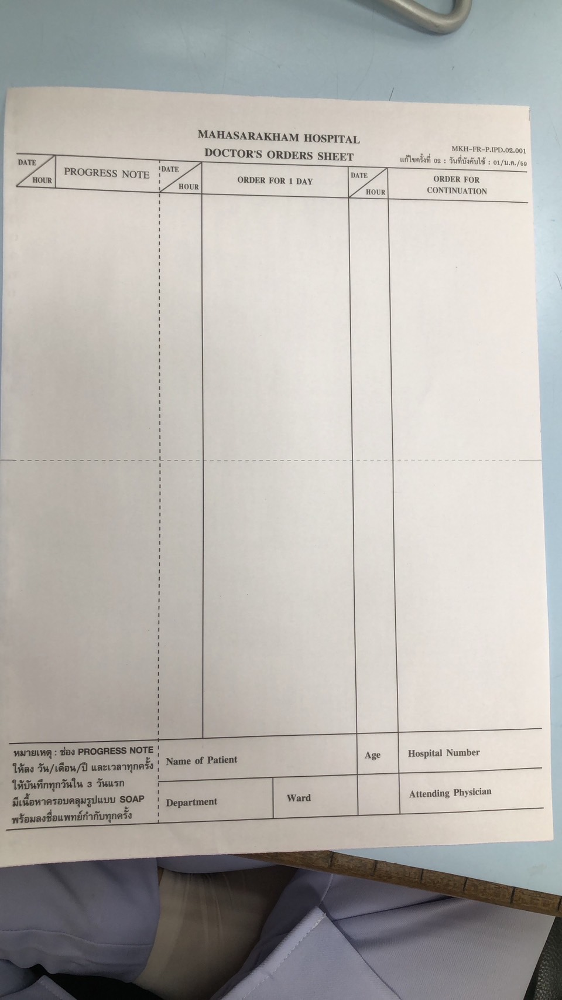 MAHASARAKHAM HOSPITAL
DOCTOR'S ORDERS SHEET
MKH-FR-P.IPD.02.001
แก้ไขครั้งที่ 02 : วันที่บังคับใช้ : 01/ม.ค./59
DATE
HOUR
PROGRESS NOTE
DATE
HOUR
ORDER FOR 1 DAY
DATE
HOUR
ORDER FOR
CONTINUATION
หมายเหตุ : ช่อง PROGRESS NOTE
ให้ลง วัน/เดือน/ปี และเวลาทุกครั้ง
ให้บันทึกทุกวันใน 3 วันแรก
มีเนื้อหาครอบคลุมรูปแบบ SOAP
พร้อมลงชื่อแพทย์กำกับทุกครั้ง
Name of Patient
Age
Hospital Number
Department
Ward
Attending Physician